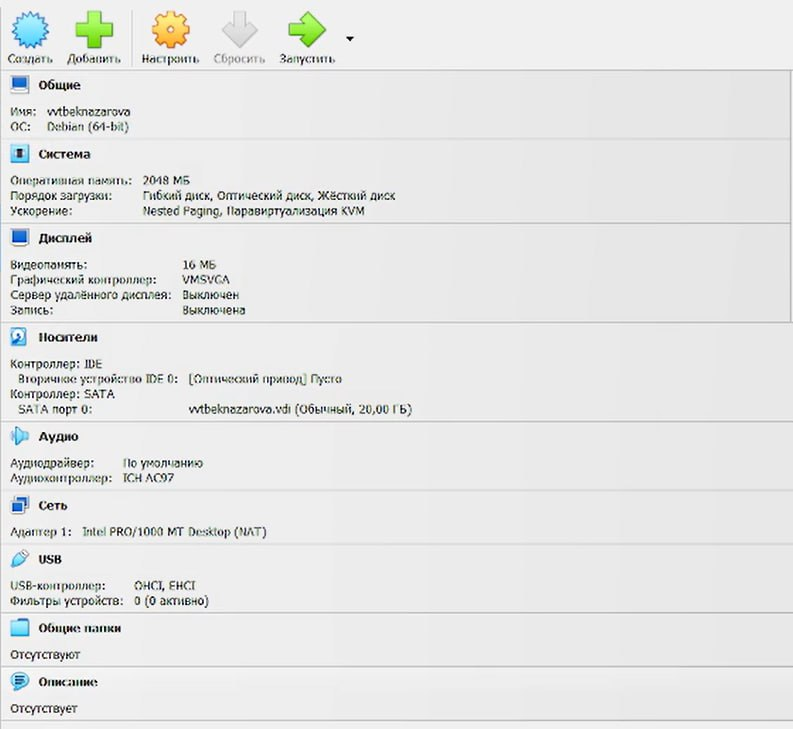 Создать Добавить Настроить Сбросить Запустить
Общие
Имя: vvtbeknazarova
ОС: Debian (64-bit)
Система
Оперативная память: 2048 МБ
Порядок загрузки: Гибкий диск, Оптический диск, Жёсткий диск
Ускорение: Nested Paging, Паравиртуализация KVM
Дисплей
Видеопамять: 16 МБ
Графический контроллер: VMSVGA
Сервер удалённого дисплея: Выключен
Запись: Выключена
Носители
Контроллер: IDE
Вторичное устройство IDE 0: [Оптический привод] Пусто
Контроллер: SATA
SATA порт 0: vvtbeknazarova.vdi (Обычный, 20,00 ГБ)
Аудио
Аудиодрайвер: По умолчанию
Аудиоконтроллер: ICH AC97
Сеть
Адаптер 1: Intel PRO/1000 MT Desktop (NAT)
USB
USB-контроллер: OHCI, EHCI
Фильтры устройств: 0 (0 активно)
Общие папки
Отсутствуют
Описание
Отсутствует